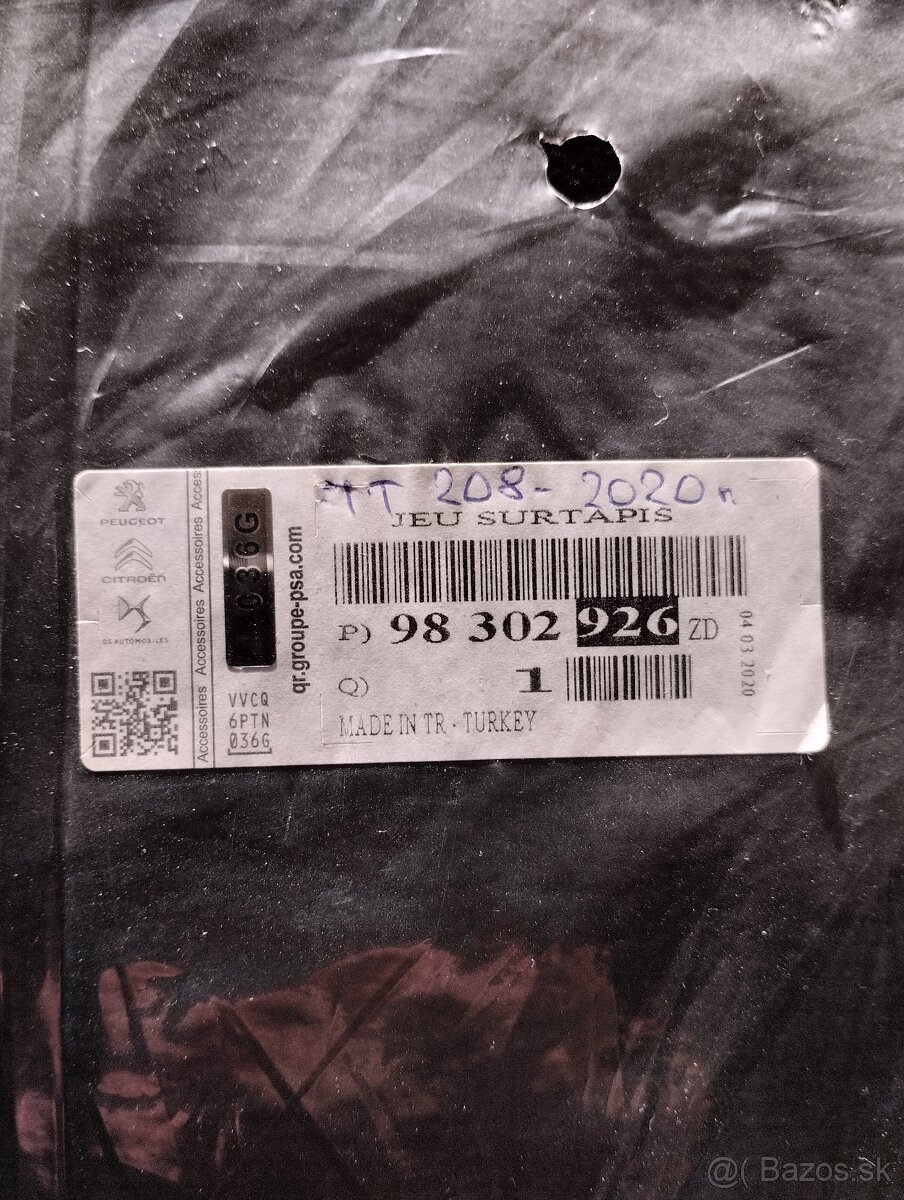 TT 208 - 2020 n
JEU SURTAPIS
P) 98 302 926 ZD
Q) 1
MADE IN TR - TURKEY
04 03 2020
PEUGEOT
CITROËN
DS AUTOMOBILES
Accessoires Accessoires Accessoires Acces
036G
VVCQ
6PTN
036G
qr.groupe-psa.com
@( Bazos.sk